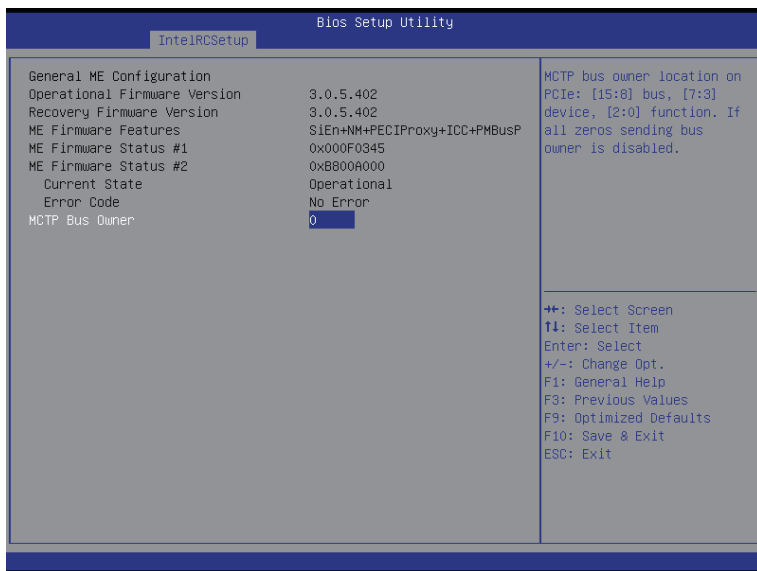 Bios Setup Utility
IntelRCSetup
General ME Configuration
Operational Firmware Version 3.0.5.402
Recovery Firmware Version 3.0.5.402
ME Firmware Features SiEn+NM+PECIProxy+ICC+PMBusP
ME Firmware Status #1 0x000F0345
ME Firmware Status #2 0xB800A000
Current State Operational
Error Code No Error
MCTP Bus Owner 0
MCTP bus owner location on
PCIe: [15:8] bus, [7:3]
device, [2:0] function. If
all zeros sending bus
owner is disabled.
→←: Select Screen
↑↓: Select Item
Enter: Select
+/-: Change Opt.
F1: General Help
F3: Previous Values
F9: Optimized Defaults
F10: Save & Exit
ESC: Exit